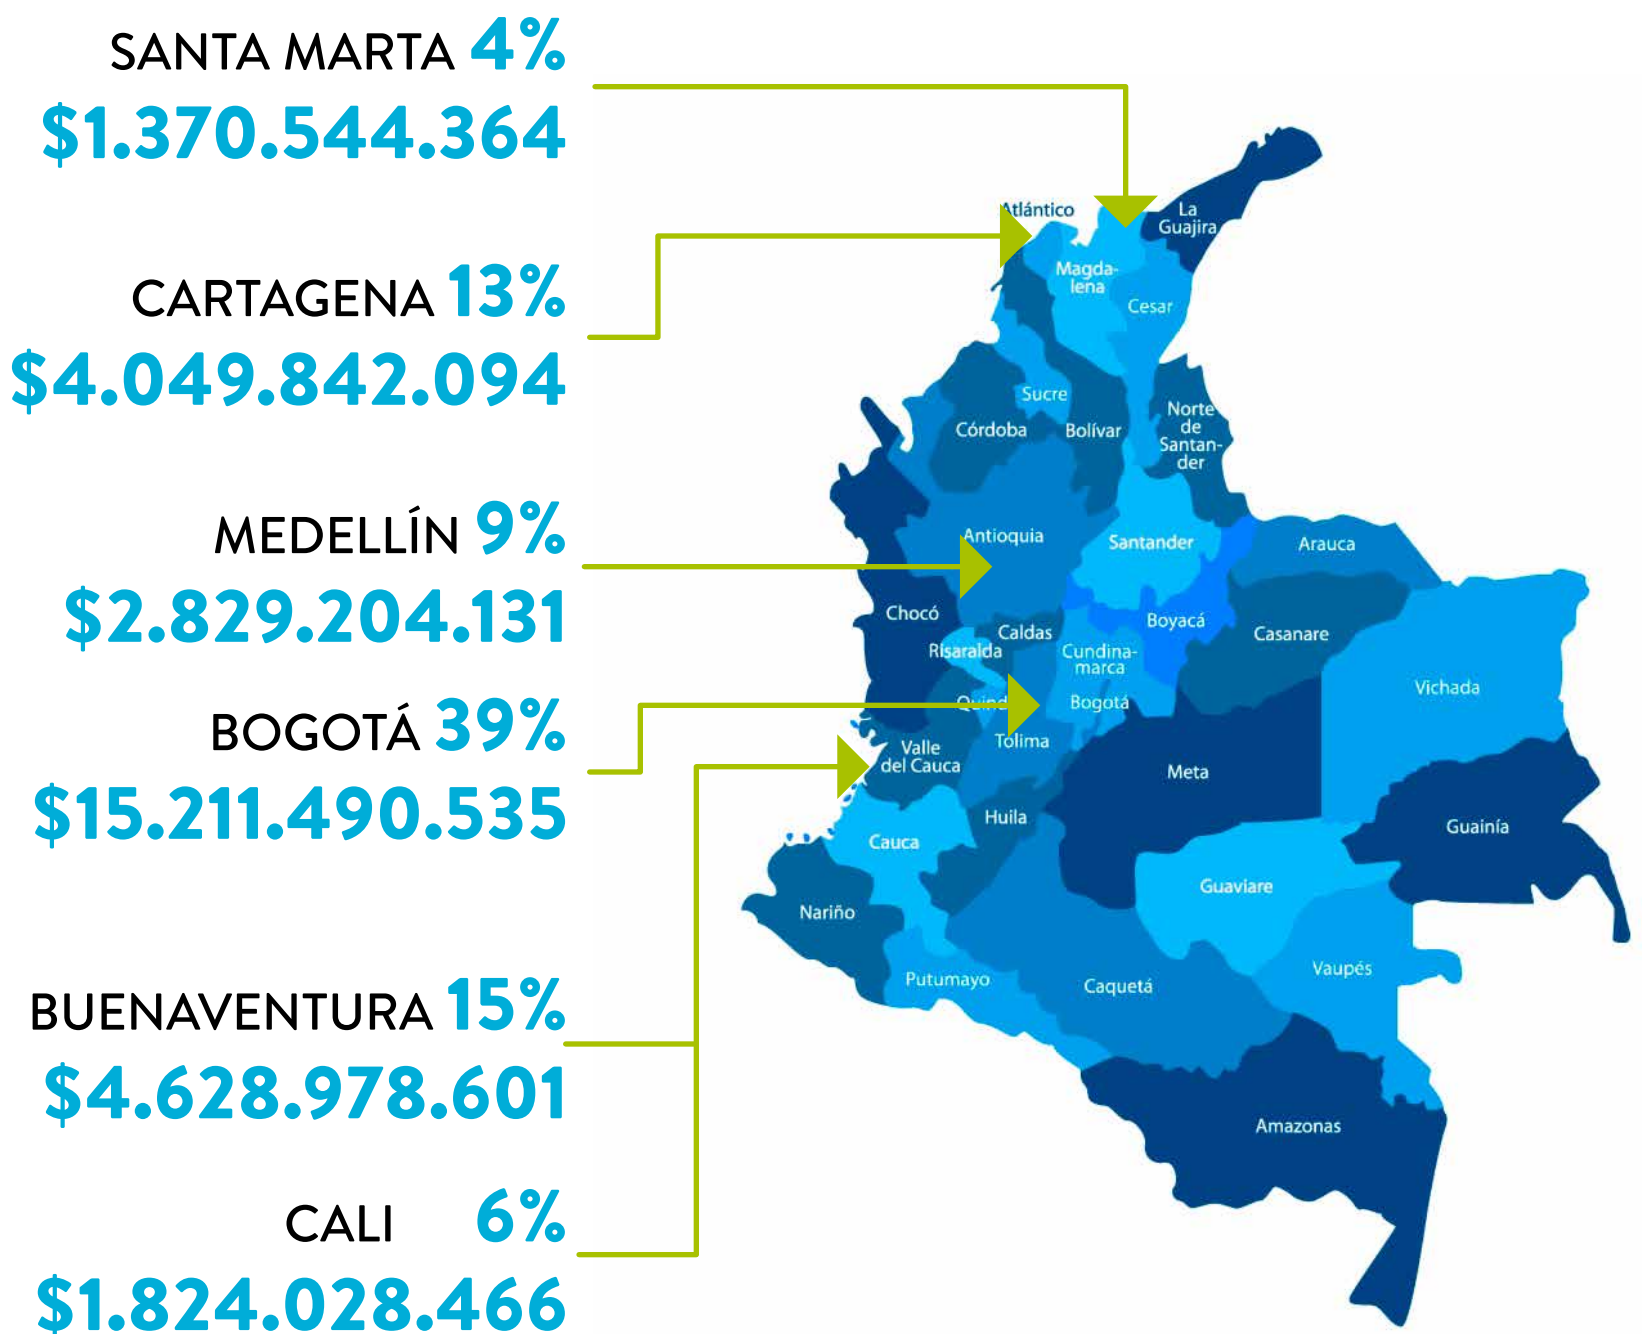 SANTA MARTA 4%
$1.370.544.364
CARTAGENA 13%
$4.049.842.094
MEDELLÍN 9%
$2.829.204.131
BOGOTÁ 39%
$15.211.490.535
BUENAVENTURA 15%
$4.628.978.601
CALI 6%
$1.824.028.466
Atlántico
La
Guajira
Magda-
lena
Cesar
Sucre
Córdoba
Bolívar
Norte
de
Santan-
der
Antioquia
Santander
Arauca
Chocó
Caldas
Boyacá
Casanare
Risaralda
Cundina-
marca
Vichada
Quind
Bogotá
Tolima
Valle
del Cauca
Meta
Huila
Guainía
Cauca
Guaviare
Nariño
Vaupés
Putumayo
Caquetá
Amazonas